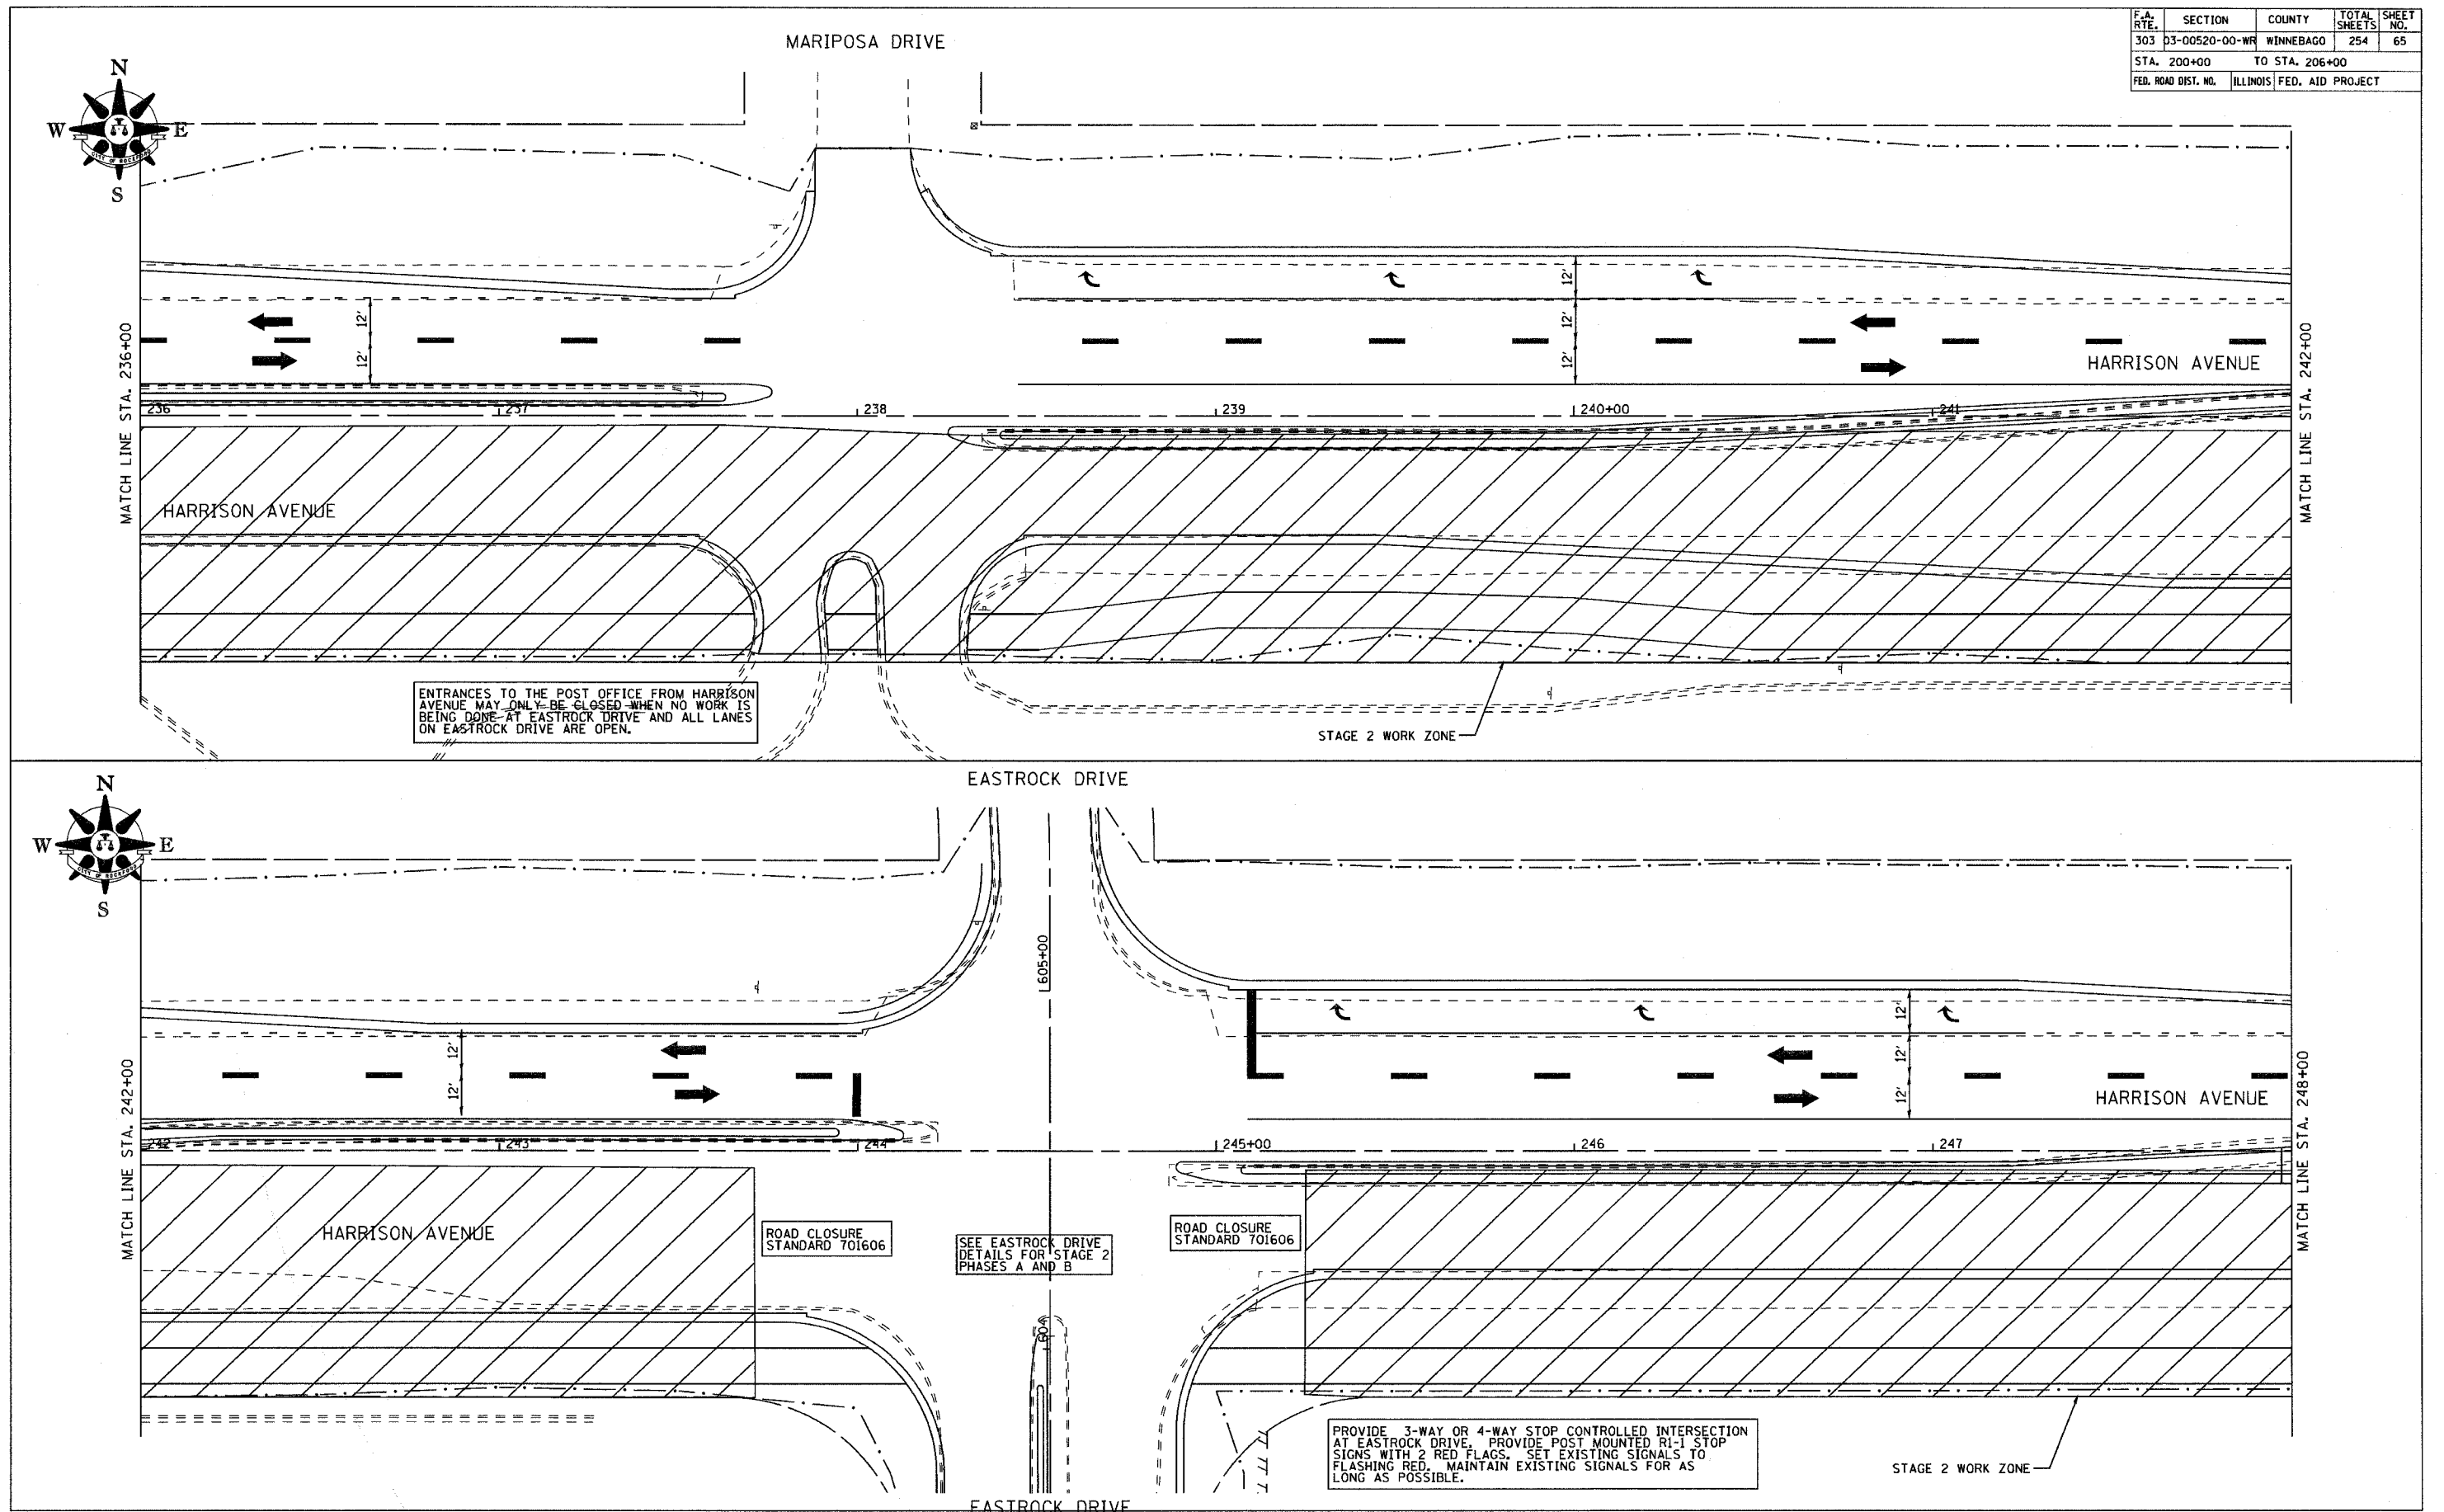 F.A. RTE. SECTION COUNTY TOTAL SHEETS SHEET NO.
303 03-00520-00-WR WINNEBAGO 254 65
STA. 200+00 TO STA. 206+00
FED. ROAD DIST. NO. ILLINOIS FED. AID PROJECT
MARIPOSA DRIVE
N
W E
CITY OF ROCKFORD
S
12'
12'
12'
12'
12'
HARRISON AVENUE
MATCH LINE STA. 236+00
MATCH LINE STA. 242+00
236 237 238 239 240+00 241
HARRISON AVENUE
ENTRANCES TO THE POST OFFICE FROM HARRISON
AVENUE MAY ONLY BE CLOSED WHEN NO WORK IS
BEING DONE AT EASTROCK DRIVE AND ALL LANES
ON EASTROCK DRIVE ARE OPEN.
STAGE 2 WORK ZONE
EASTROCK DRIVE
N
W E
CITY OF ROCKFORD
S
605+00
12'
12'
12'
12'
12'
HARRISON AVENUE
MATCH LINE STA. 242+00
MATCH LINE STA. 248+00
242 243 244 245+00 246 247
HARRISON AVENUE
ROAD CLOSURE
STANDARD 701606
SEE EASTROCK DRIVE
DETAILS FOR STAGE 2
PHASES A AND B
ROAD CLOSURE
STANDARD 701606
604
PROVIDE 3-WAY OR 4-WAY STOP CONTROLLED INTERSECTION
AT EASTROCK DRIVE. PROVIDE POST MOUNTED R1-1 STOP
SIGNS WITH 2 RED FLAGS. SET EXISTING SIGNALS TO
FLASHING RED. MAINTAIN EXISTING SIGNALS FOR AS
LONG AS POSSIBLE.
STAGE 2 WORK ZONE
EASTROCK DRIVE